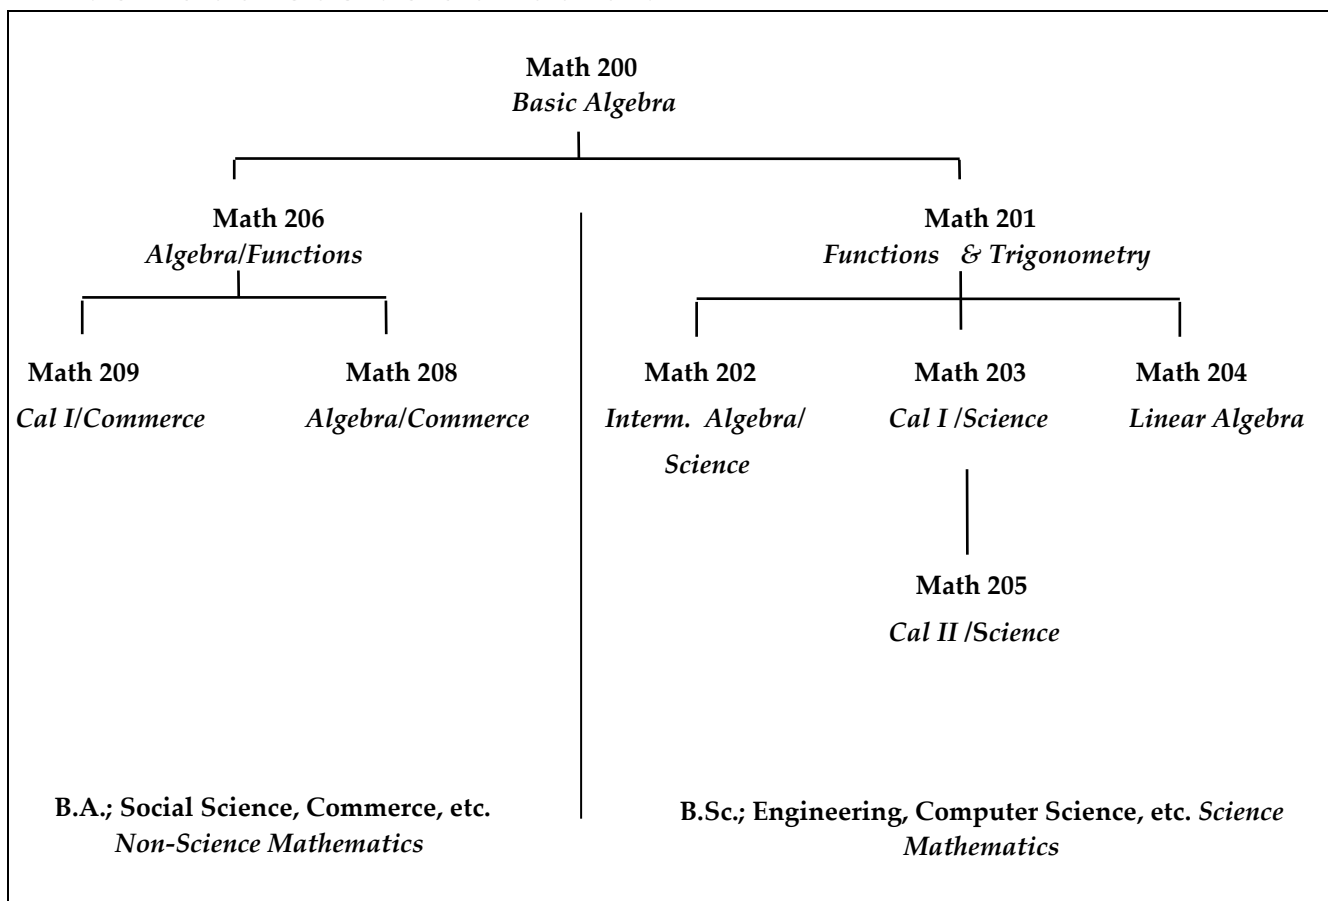 Math 200
Basic Algebra
Math 206
Algebra/Functions
Math 201
Functions & Trigonometry
Math 209
Cal I/Commerce
Math 208
Algebra/Commerce
Math 202
Interm. Algebra/
Science
Math 203
Cal I /Science
Math 204
Linear Algebra
Math 205
Cal II /Science
B.A.; Social Science, Commerce, etc.
Non-Science Mathematics
B.Sc.; Engineering, Computer Science, etc. Science
Mathematics